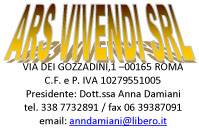 ARS VIVENDI SRL
VIA DEI GOZZADINI,1 –00165 ROMA
C.F. e P. IVA 10279551005
Presidente: Dott.ssa Anna Damiani
tel. 338 7732891 / fax 06 39387091
email: anndamiani@libero.it